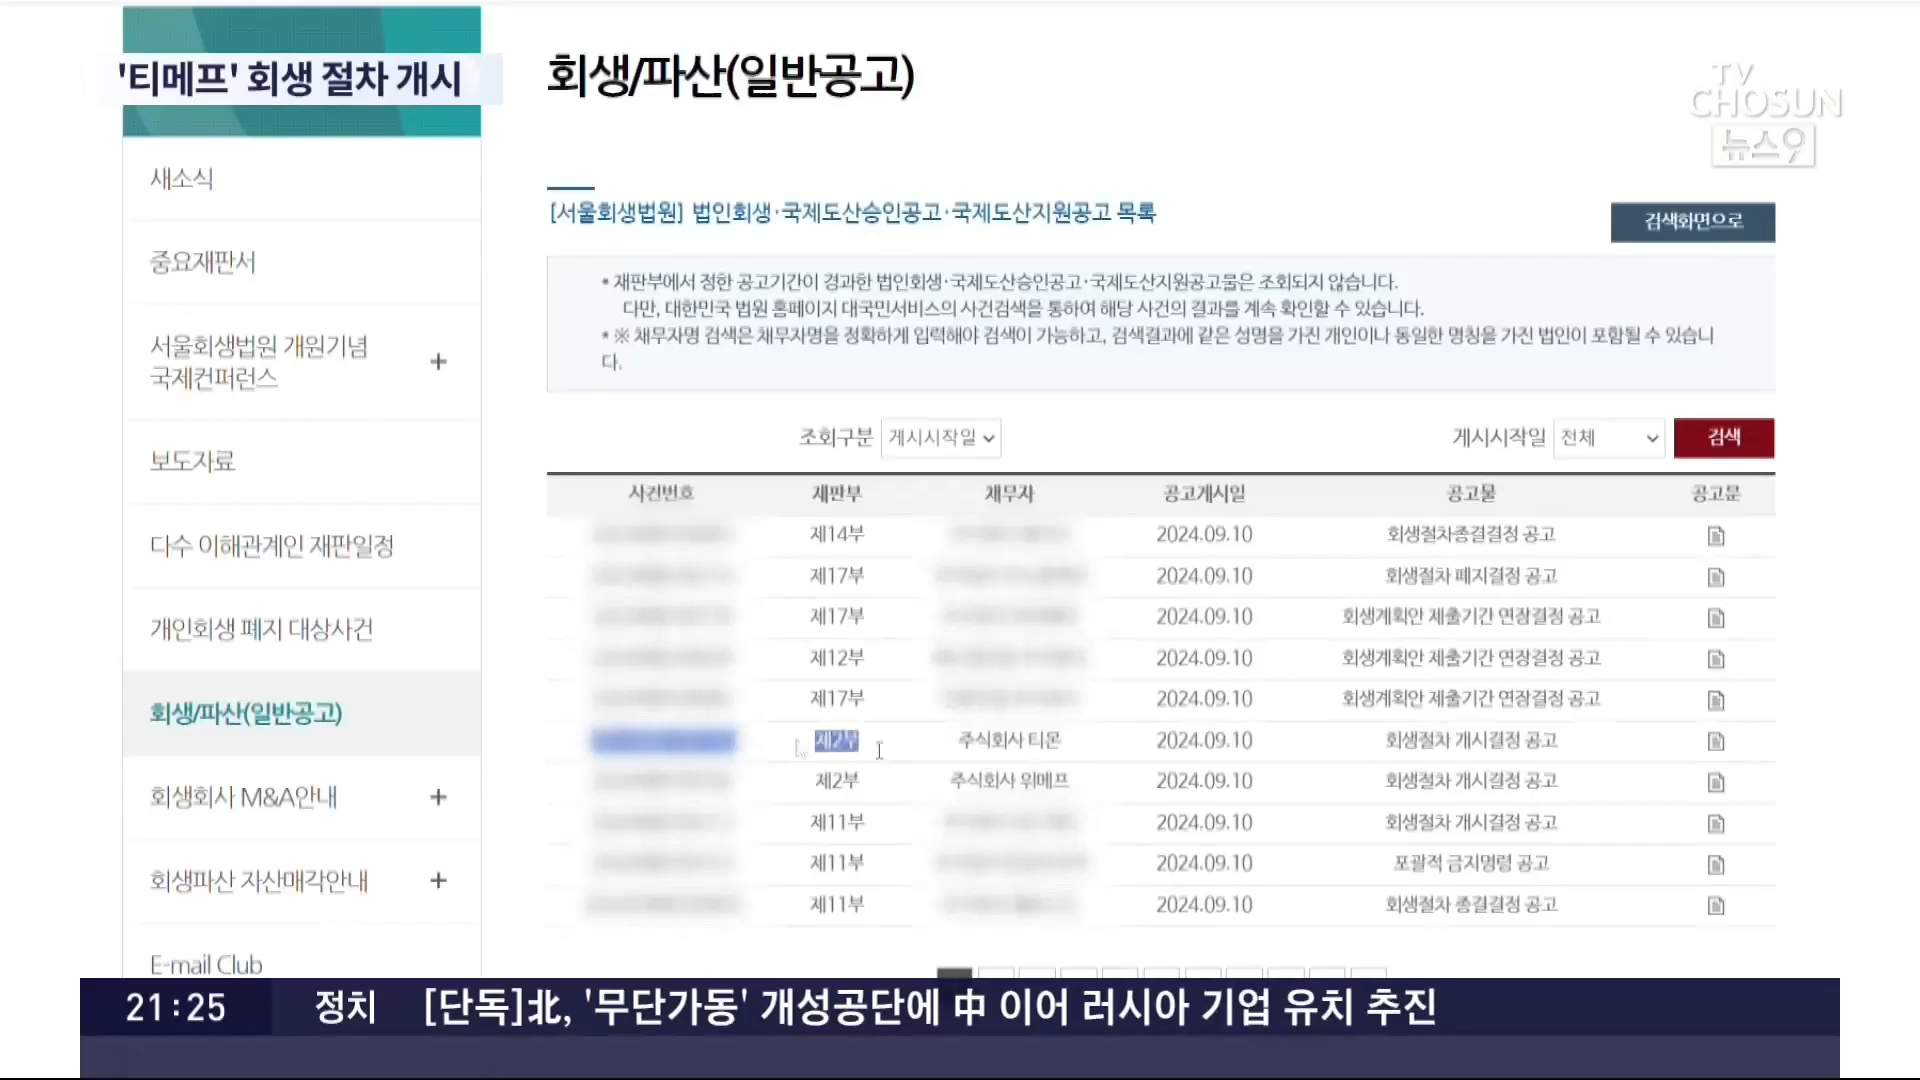 '티메프' 회생 절차 개시
회생/파산(일반공고)
TV
CHOSUN
뉴스9
새소식
중요재판서
서울회생법원 개원기념
국제컨퍼런스
+
보도자료
다수 이해관계인 재판일정
개인회생 폐지 대상사건
회생/파산(일반공고)
회생회사 M&A안내 +
회생파산 자산매각안내 +
E-mail Club
[서울회생법원] 법인회생·국제도산승인공고·국제도산지원공고 목록
검색화면으로
* 재판부에서 정한 공고기간이 경과한 법인회생·국제도산승인공고·국제도산지원공고물은 조회되지 않습니다.
다만, 대한민국 법원 홈페이지 대국민서비스의 사건검색을 통하여 해당 사건의 결과를 계속 확인할 수 있습니다.
* ※ 채무자명 검색은 채무자명을 정확하게 입력해야 검색이 가능하고, 검색결과에 같은 성명을 가진 개인이나 동일한 명칭을 가진 법인이 포함될 수 있습니
다.
조회구분 게시시작일 게시시작일 전체 검색
사건번호 재판부 채무자 공고게시일 공고물 공고문
제14부 2024.09.10 회생절차종결결정 공고
제17부 2024.09.10 회생절차 폐지결정 공고
제17부 2024.09.10 회생계획안 제출기간 연장결정 공고
제12부 2024.09.10 회생계획안 제출기간 연장결정 공고
제17부 2024.09.10 회생계획안 제출기간 연장결정 공고
제2부 주식회사 티몬 2024.09.10 회생절차 개시결정 공고
제2부 주식회사 위메프 2024.09.10 회생절차 개시결정 공고
제11부 2024.09.10 회생절차 개시결정 공고
제11부 2024.09.10 포괄적 금지명령 공고
제11부 2024.09.10 회생절차 종결결정 공고
21:25 정치 [단독]北, '무단가동' 개성공단에 中 이어 러시아 기업 유치 추진